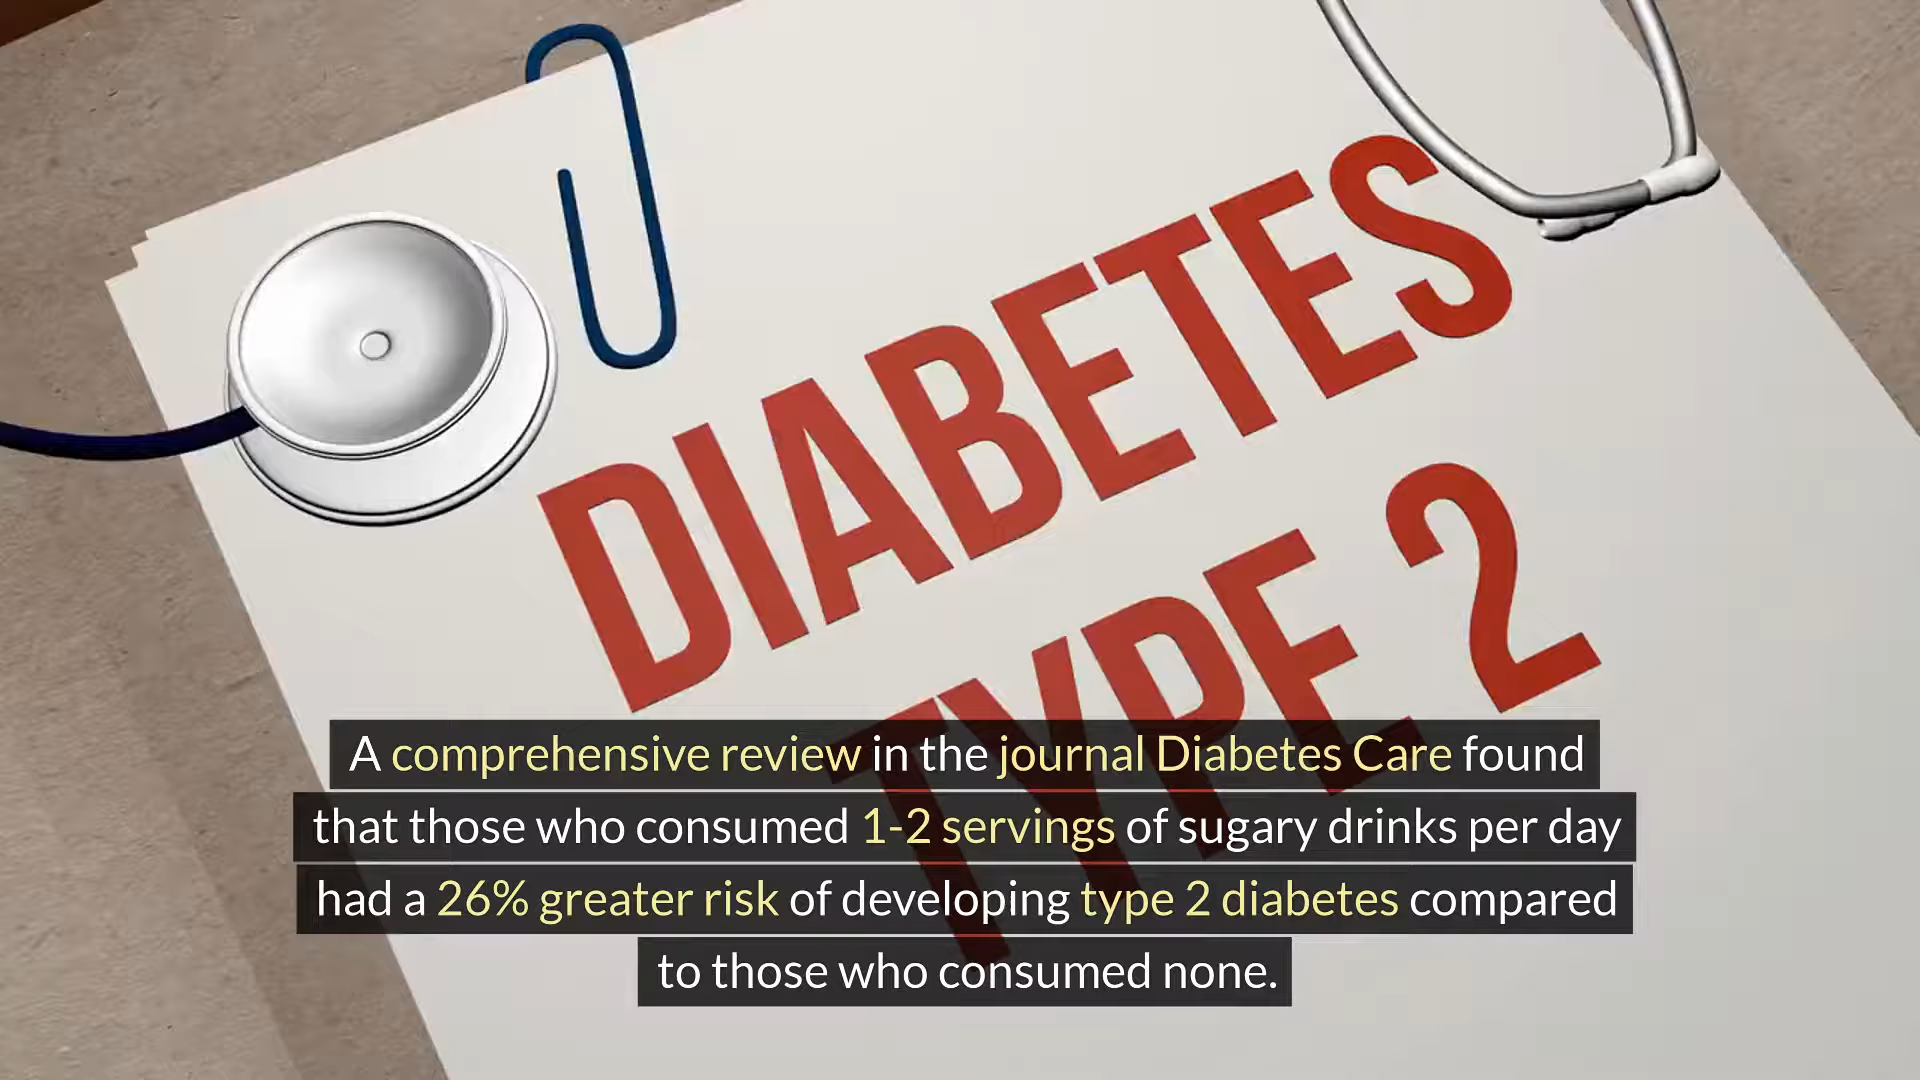 DIABETES
TYPE 2
A comprehensive review in the journal Diabetes Care found
that those who consumed 1-2 servings of sugary drinks per day
had a 26% greater risk of developing type 2 diabetes compared
to those who consumed none.